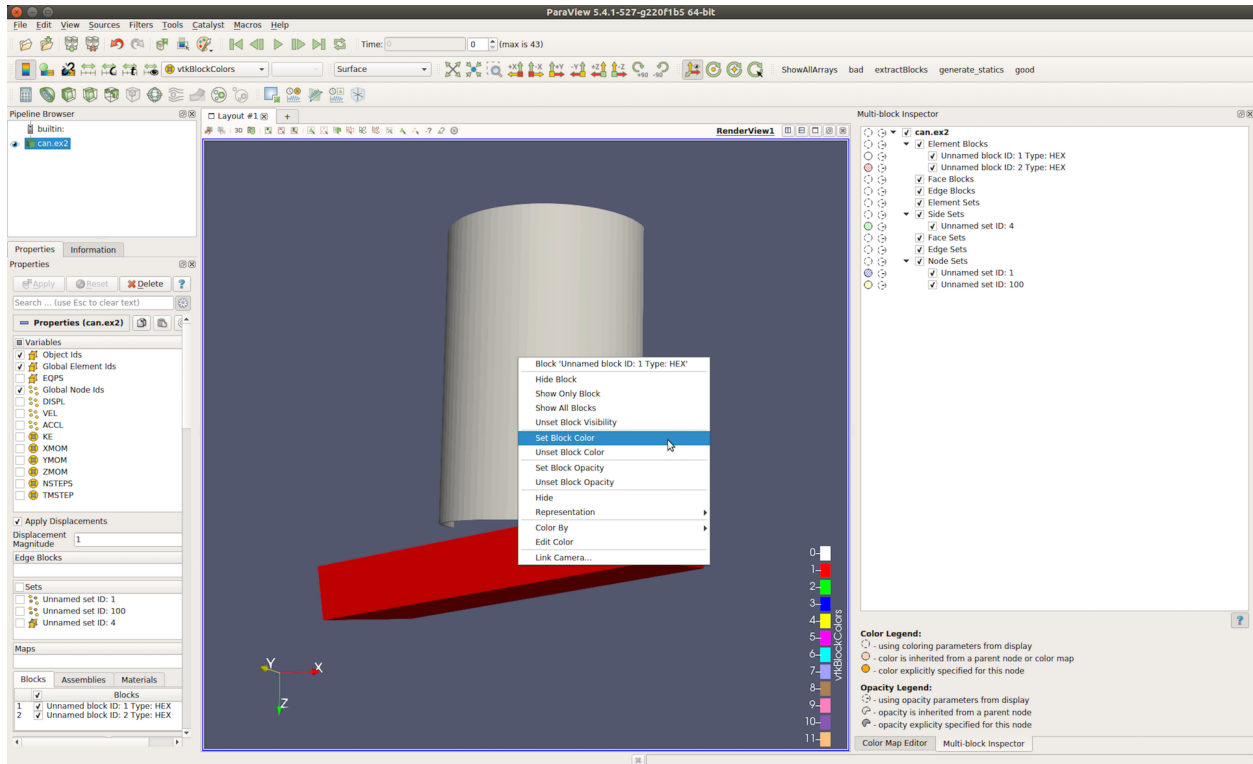 ParaView 5.4.1-527-g220f1b5 64-bit
File Edit View Sources Filters Tools Catalyst Macros Help
Time: 0 0 (max is 43)
vtkBlockColors Surface +X -X +Y -Y +Z -Z +90 -90 ShowAllArrays bad extractBlocks generate_statics good
Pipeline Browser
builtin:
can.ex2
Properties Information
Properties
Apply Reset Delete ?
Search ... (use Esc to clear text)
Properties (can.ex2)
Variables
Object Ids
Global Element Ids
EQPS
Global Node Ids
DISPL
VEL
ACCL
KE
XMOM
YMOM
ZMOM
NSTEPS
TMSTEP
Apply Displacements
Displacement Magnitude 1
Edge Blocks
Sets
Unnamed set ID: 1
Unnamed set ID: 100
Unnamed set ID: 4
Maps
Blocks Assemblies Materials
Blocks
1 Unnamed block ID: 1 Type: HEX
2 Unnamed block ID: 2 Type: HEX
Layout #1 +
3D RenderView1
Block 'Unnamed block ID: 1 Type: HEX'
Hide Block
Show Only Block
Show All Blocks
Unset Block Visibility
Set Block Color
Unset Block Color
Set Block Opacity
Unset Block Opacity
Hide
Representation
Color By
Edit Color
Link Camera...
Y X
Z
0
1
2
3
4
5
6
7
8
9
10
11
vtkBlockColors
Multi-block Inspector
can.ex2
Element Blocks
Unnamed block ID: 1 Type: HEX
Unnamed block ID: 2 Type: HEX
Face Blocks
Edge Blocks
Element Sets
Side Sets
Unnamed set ID: 4
Face Sets
Edge Sets
Node Sets
Unnamed set ID: 1
Unnamed set ID: 100
?
Color Legend:
- using coloring parameters from display
- color is inherited from a parent node or color map
- color explicitly specified for this node
Opacity Legend:
- using opacity parameters from display
- opacity is inherited from a parent node
- opacity explicity specified for this node
Color Map Editor Multi-block Inspector